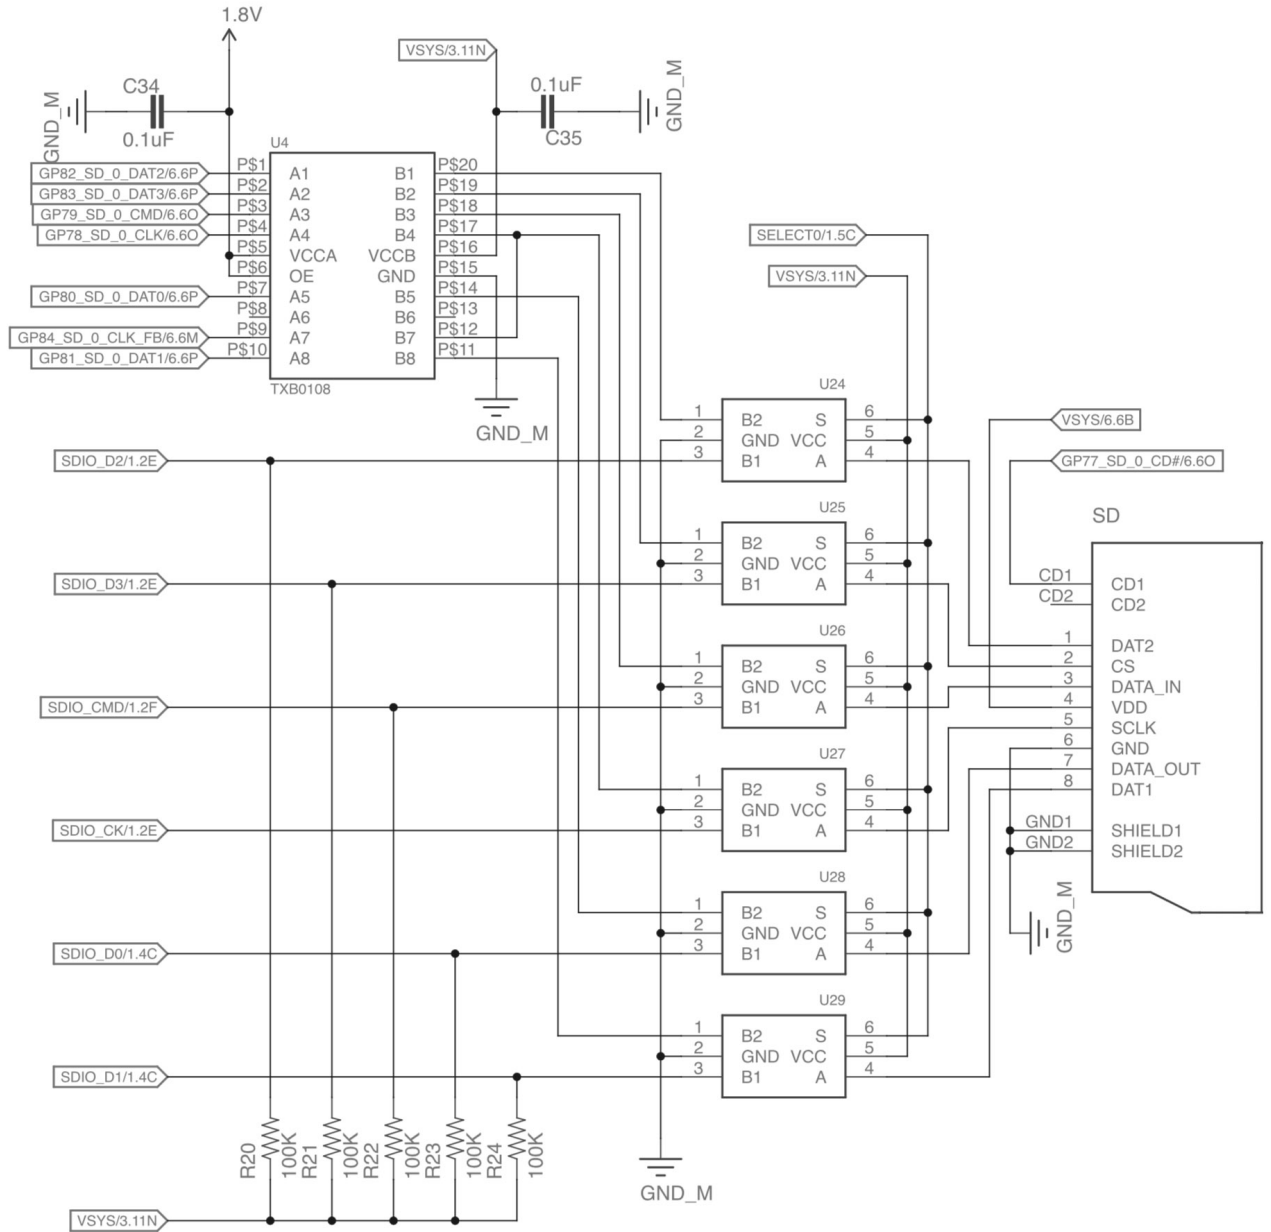 1.8V
VSYS/3.11N
C34
0.1uF
GND_M
0.1uF
C35
GND_M
U4
GP82_SD_0_DAT2/6.6P P$1 A1 B1 P$20
GP83_SD_0_DAT3/6.6P P$2 A2 B2 P$19
GP79_SD_0_CMD/6.6O P$3 A3 B3 P$18
GP78_SD_0_CLK/6.6O P$4 A4 B4 P$17
P$5 VCCA VCCB P$16
P$6 OE GND P$15
GP80_SD_0_DAT0/6.6P P$7 A5 B5 P$14
P$8 A6 B6 P$13
GP84_SD_0_CLK_FB/6.6M P$9 A7 B7 P$12
GP81_SD_0_DAT1/6.6P P$10 A8 B8 P$11
TXB0108
GND_M
SELECT0/1.5C
VSYS/3.11N
U24
1 B2 S 6
2 GND VCC 5
3 B1 A 4
SDIO_D2/1.2E
VSYS/6.6B
GP77_SD_0_CD#/6.6O
U25
1 B2 S 6
2 GND VCC 5
3 B1 A 4
SDIO_D3/1.2E
U26
1 B2 S 6
2 GND VCC 5
3 B1 A 4
SDIO_CMD/1.2F
U27
1 B2 S 6
2 GND VCC 5
3 B1 A 4
SDIO_CK/1.2E
U28
1 B2 S 6
2 GND VCC 5
3 B1 A 4
SDIO_D0/1.4C
U29
1 B2 S 6
2 GND VCC 5
3 B1 A 4
SDIO_D1/1.4C
SD
CD1 CD1
CD2 CD2
1 DAT2
2 CS
3 DATA_IN
4 VDD
5 SCLK
6 GND
7 DATA_OUT
8 DAT1
GND1 SHIELD1
GND2 SHIELD2
GND_M
R20
100K
R21
100K
R22
100K
R23
100K
R24
100K
GND_M
VSYS/3.11N